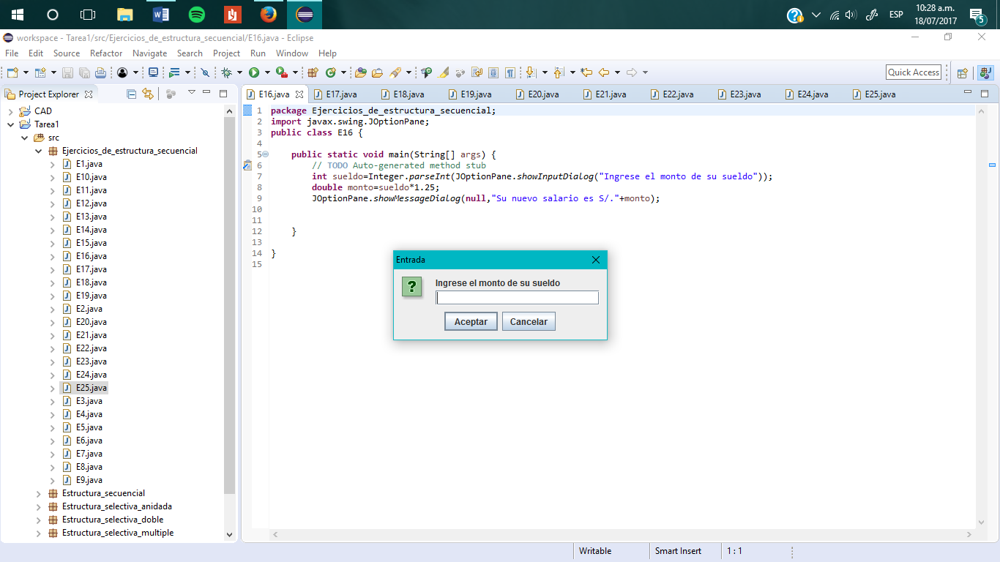 ESP
10:28 a.m.
18/07/2017
5
workspace - Tarea1/src/Ejercicios_de_estructura_secuencial/E16.java - Eclipse
File Edit Source Refactor Navigate Search Project Run Window Help
Quick Access
Project Explorer
CAD
Tarea1
src
Ejercicios_de_estructura_secuencial
E1.java
E10.java
E11.java
E12.java
E13.java
E14.java
E15.java
E16.java
E17.java
E18.java
E19.java
E2.java
E20.java
E21.java
E22.java
E23.java
E24.java
E25.java
E3.java
E4.java
E5.java
E6.java
E7.java
E8.java
E9.java
Estructura_secuencial
Estructura_selectiva_anidada
Estructura_selectiva_doble
Estructura_selectiva_multiple
E16.java E17.java E18.java E19.java E20.java E21.java E22.java E23.java E24.java E25.java
1 package Ejercicios_de_estructura_secuencial;
2 import javax.swing.JOptionPane;
3 public class E16 {
4
5 public static void main(String[] args) {
6 // TODO Auto-generated method stub
7 int sueldo=Integer.parseInt(JOptionPane.showInputDialog("Ingrese el monto de su sueldo"));
8 double monto=sueldo*1.25;
9 JOptionPane.showMessageDialog(null,"Su nuevo salario es S/."+monto);
10
11
12 }
13
14 }
15
Entrada
Ingrese el monto de su sueldo
Aceptar Cancelar
Writable Smart Insert 1 : 1